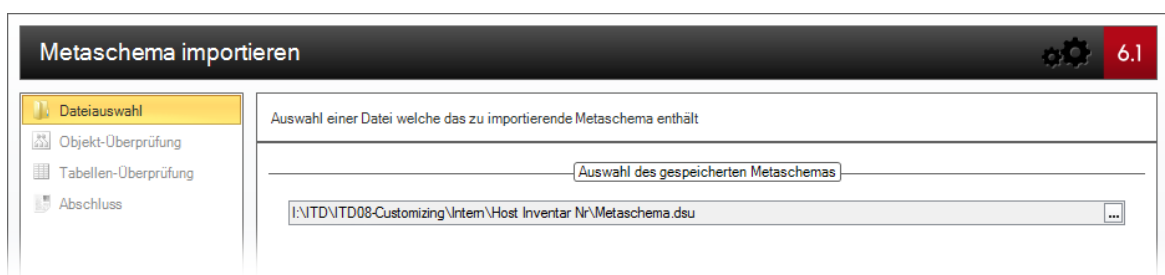 Metaschema importieren
6.1
Dateiauswahl
Objekt-Überprüfung
Tabellen-Überprüfung
Abschluss
Auswahl einer Datei welche das zu importierende Metaschema enthält
Auswahl des gespeicherten Metaschemas
I:\ITD\ITD08-Customizing\Intern\Host Inventar Nr\Metaschema.dsu
...